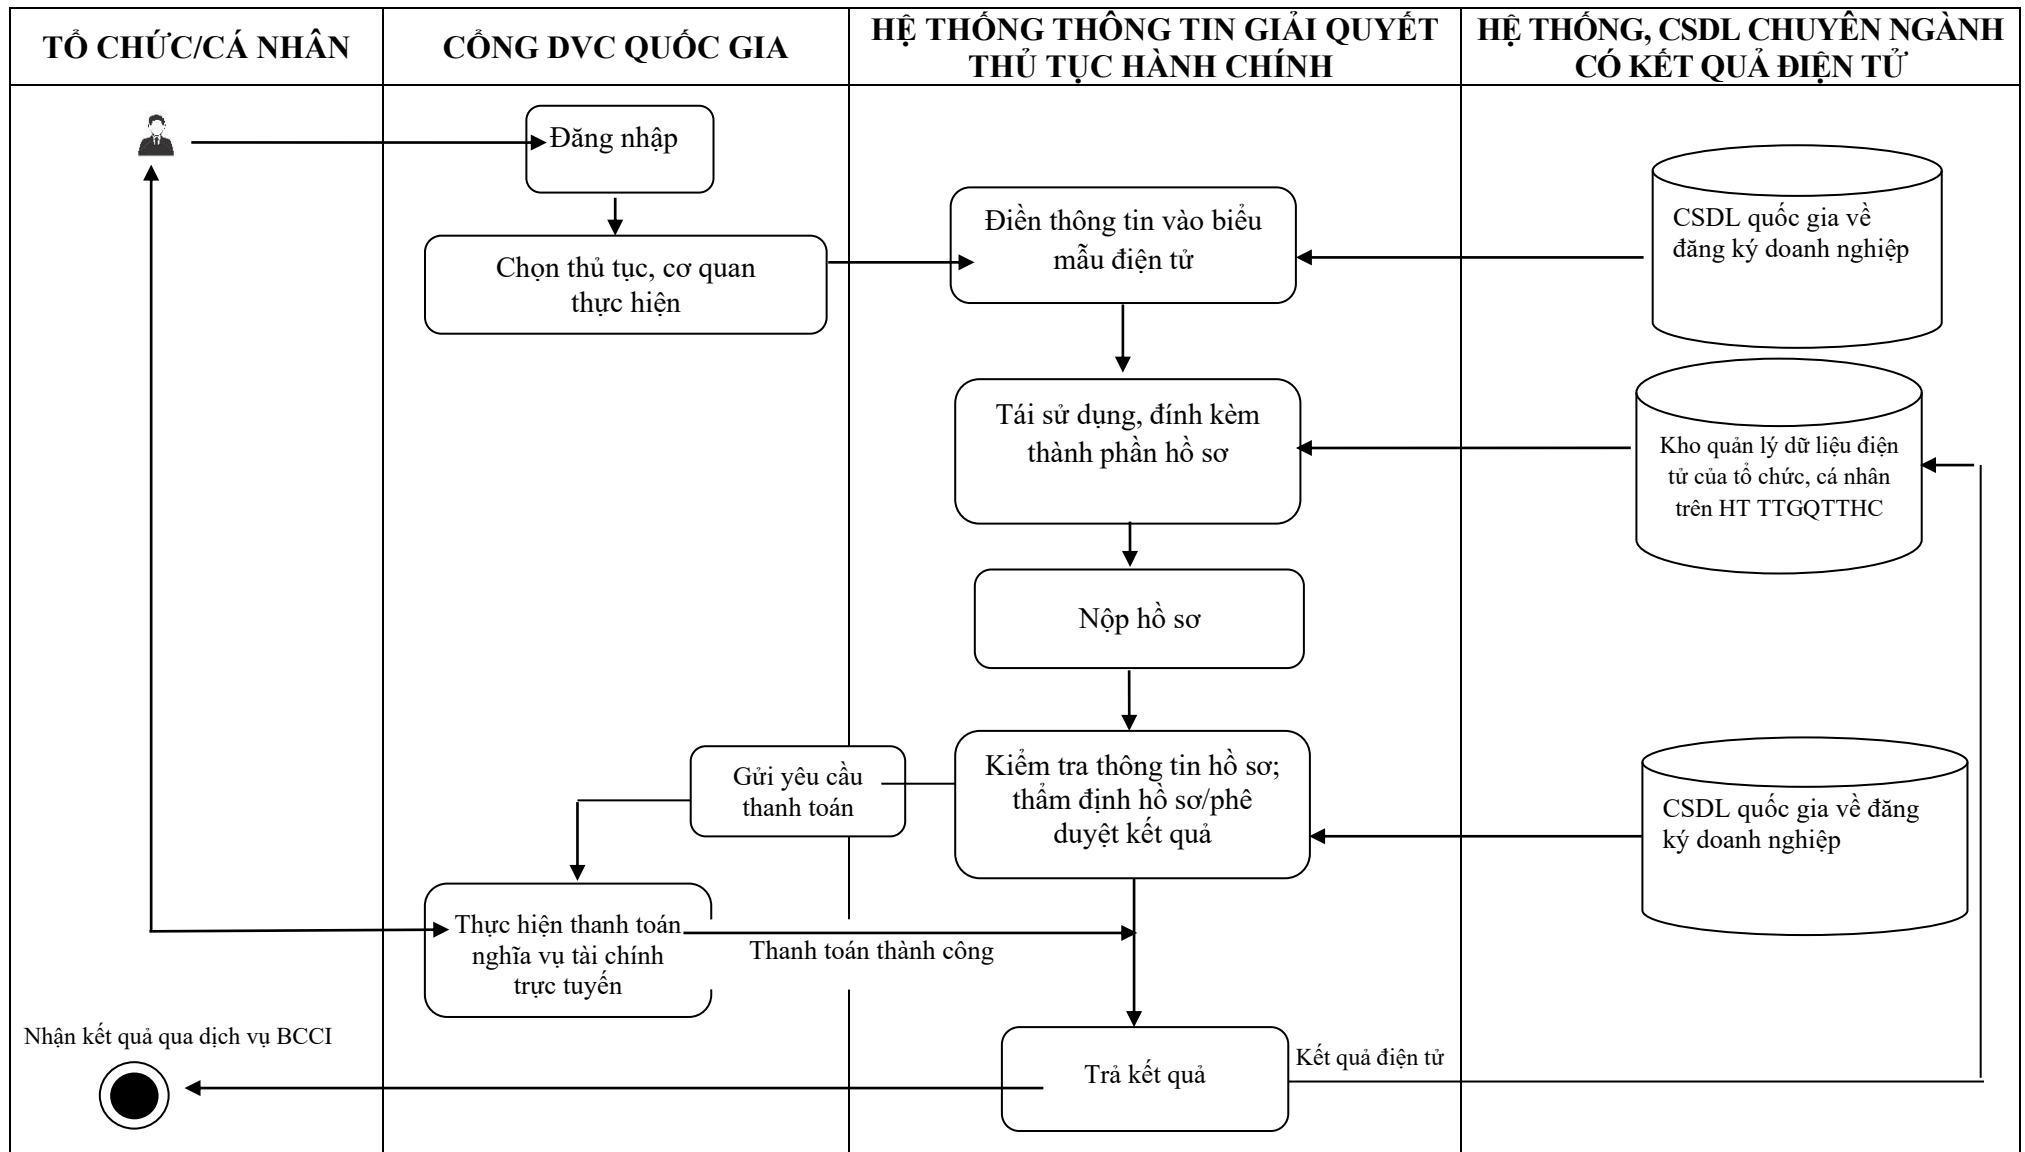 TỔ CHỨC/CÁ NHÂN
CỔNG DVC QUỐC GIA
HỆ THỐNG THÔNG TIN GIẢI QUYẾT
THỦ TỤC HÀNH CHÍNH
HỆ THỐNG, CSDL CHUYÊN NGÀNH
CÓ KẾT QUẢ ĐIỆN TỬ
Đăng nhập
Chọn thủ tục, cơ quan
thực hiện
Điền thông tin vào biểu
mẫu điện tử
CSDL quốc gia về
đăng ký doanh nghiệp
Tái sử dụng, đính kèm
thành phần hồ sơ
Kho quản lý dữ liệu điện
tử của tổ chức, cá nhân
trên HT TTGQTTHC
Nộp hồ sơ
Gửi yêu cầu
thanh toán
Kiểm tra thông tin hồ sơ;
thẩm định hồ sơ/phê
duyệt kết quả
CSDL quốc gia về đăng
ký doanh nghiệp
Thực hiện thanh toán
nghĩa vụ tài chính
trực tuyến
Thanh toán thành công
Nhận kết quả qua dịch vụ BCCI
Trả kết quả
Kết quả điện tử